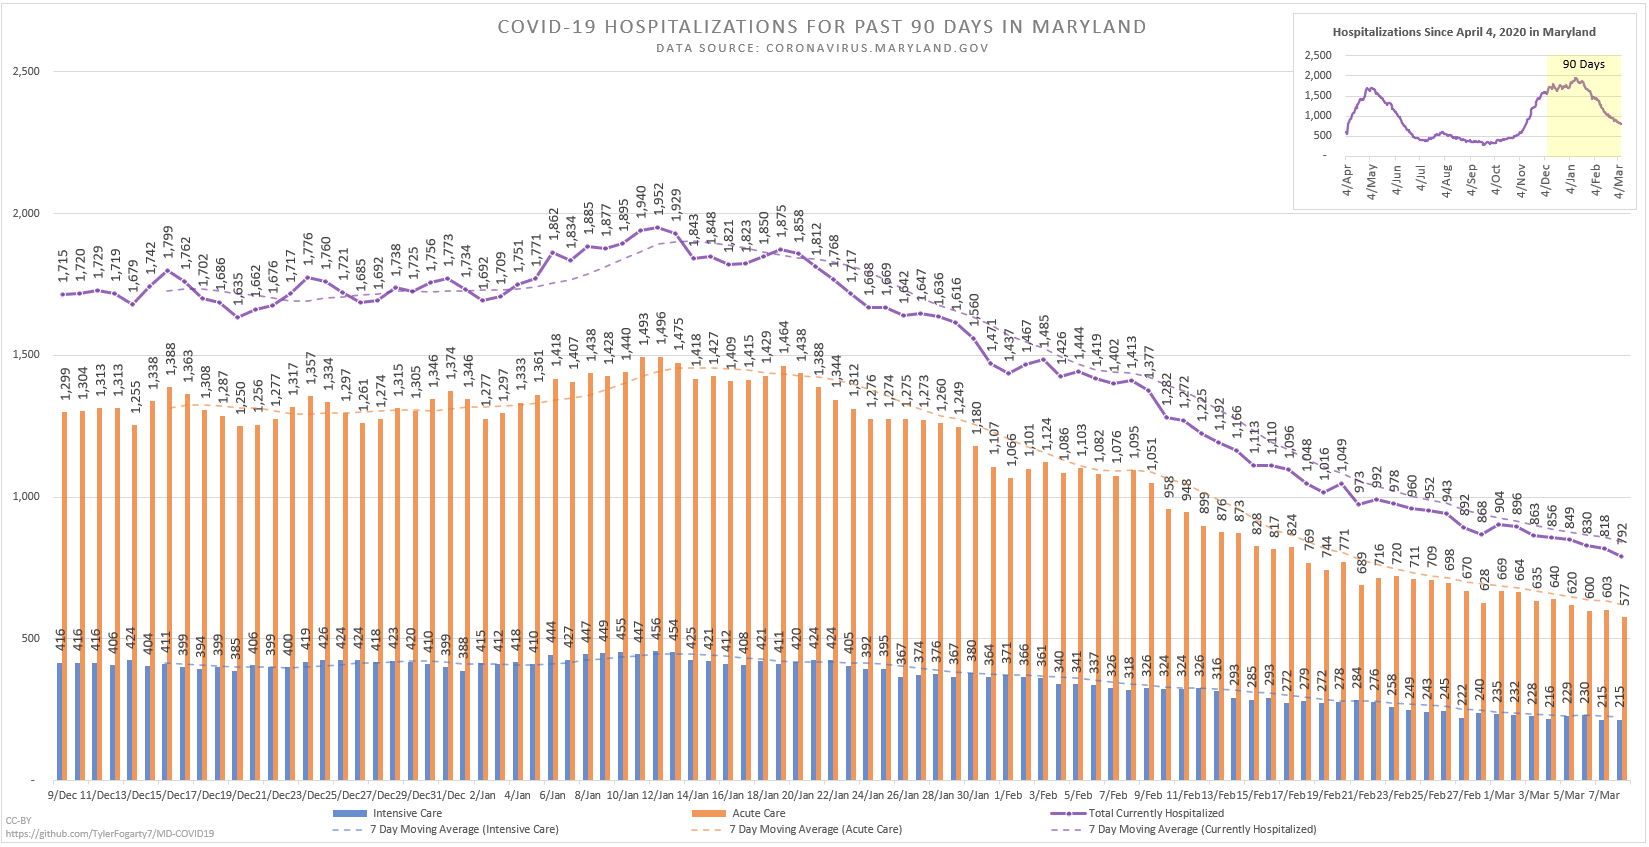 COVID-19 HOSPITALIZATIONS FOR PAST 90 DAYS IN MARYLAND
DATA SOURCE: CORONAVIRUS.MARYLAND.GOV
Hospitalizations Since April 4, 2020 in Maryland
90 Days
2,500
2,000
1,500
1,000
500
-
4/Apr 4/May 4/Jun 4/Jul 4/Aug 4/Sep 4/Oct 4/Nov 4/Dec 4/Jan 4/Feb 4/Mar
2,500
2,000
1,500
1,000
500
-
1,715 1,720 1,729 1,719 1,679 1,742 1,799 1,762 1,702 1,686 1,635 1,662 1,676 1,717 1,776 1,760 1,721 1,685 1,692 1,738 1,725 1,756 1,773 1,734 1,692 1,709 1,751 1,771 1,862 1,834 1,885 1,877 1,895 1,940 1,952 1,929 1,843 1,848 1,821 1,823 1,850 1,875 1,858 1,812 1,768 1,717 1,668 1,669 1,642 1,647 1,636 1,616 1,560 1,471 1,437 1,467 1,485 1,426 1,444 1,419 1,402 1,413 1,377 1,282 1,272 1,225 1,192 1,166 1,113 1,110 1,096 1,048 1,016 1,049 973 992 978 960 952 943 892 868 904 896 863 856 849 830 818 792
1,299 1,304 1,313 1,313 1,255 1,338 1,388 1,363 1,308 1,287 1,250 1,256 1,277 1,317 1,357 1,334 1,297 1,261 1,274 1,315 1,305 1,346 1,374 1,346 1,277 1,297 1,333 1,361 1,418 1,407 1,438 1,428 1,440 1,493 1,496 1,475 1,418 1,427 1,409 1,415 1,429 1,464 1,438 1,388 1,344 1,312 1,276 1,274 1,275 1,273 1,260 1,249 1,180 1,107 1,066 1,101 1,124 1,086 1,103 1,082 1,076 1,095 1,051 958 948 899 876 873 828 817 824 769 744 771 689 716 720 711 709 698 670 628 669 664 635 640 620 600 603 577
416 416 416 406 424 404 411 399 394 399 385 406 399 400 419 426 424 424 418 423 420 410 399 388 415 412 418 410 444 427 447 449 455 447 456 454 425 421 412 408 421 411 420 424 424 405 392 395 367 374 376 367 380 364 371 366 361 340 341 337 326 318 326 324 324 326 316 293 285 293 272 279 272 278 284 276 258 249 243 245 222 240 235 232 228 216 229 230 215 215
9/Dec 11/Dec 13/Dec 15/Dec 17/Dec 19/Dec 21/Dec 23/Dec 25/Dec 27/Dec 29/Dec 31/Dec 2/Jan 4/Jan 6/Jan 8/Jan 10/Jan 12/Jan 14/Jan 16/Jan 18/Jan 20/Jan 22/Jan 24/Jan 26/Jan 28/Jan 30/Jan 1/Feb 3/Feb 5/Feb 7/Feb 9/Feb 11/Feb 13/Feb 15/Feb 17/Feb 19/Feb 21/Feb 23/Feb 25/Feb 27/Feb 1/Mar 3/Mar 5/Mar 7/Mar
Intensive Care Acute Care Total Currently Hospitalized
7 Day Moving Average (Intensive Care) 7 Day Moving Average (Acute Care) 7 Day Moving Average (Currently Hospitalized)
CC-BY
https://github.com/TylerFogarty7/MD-COVID19